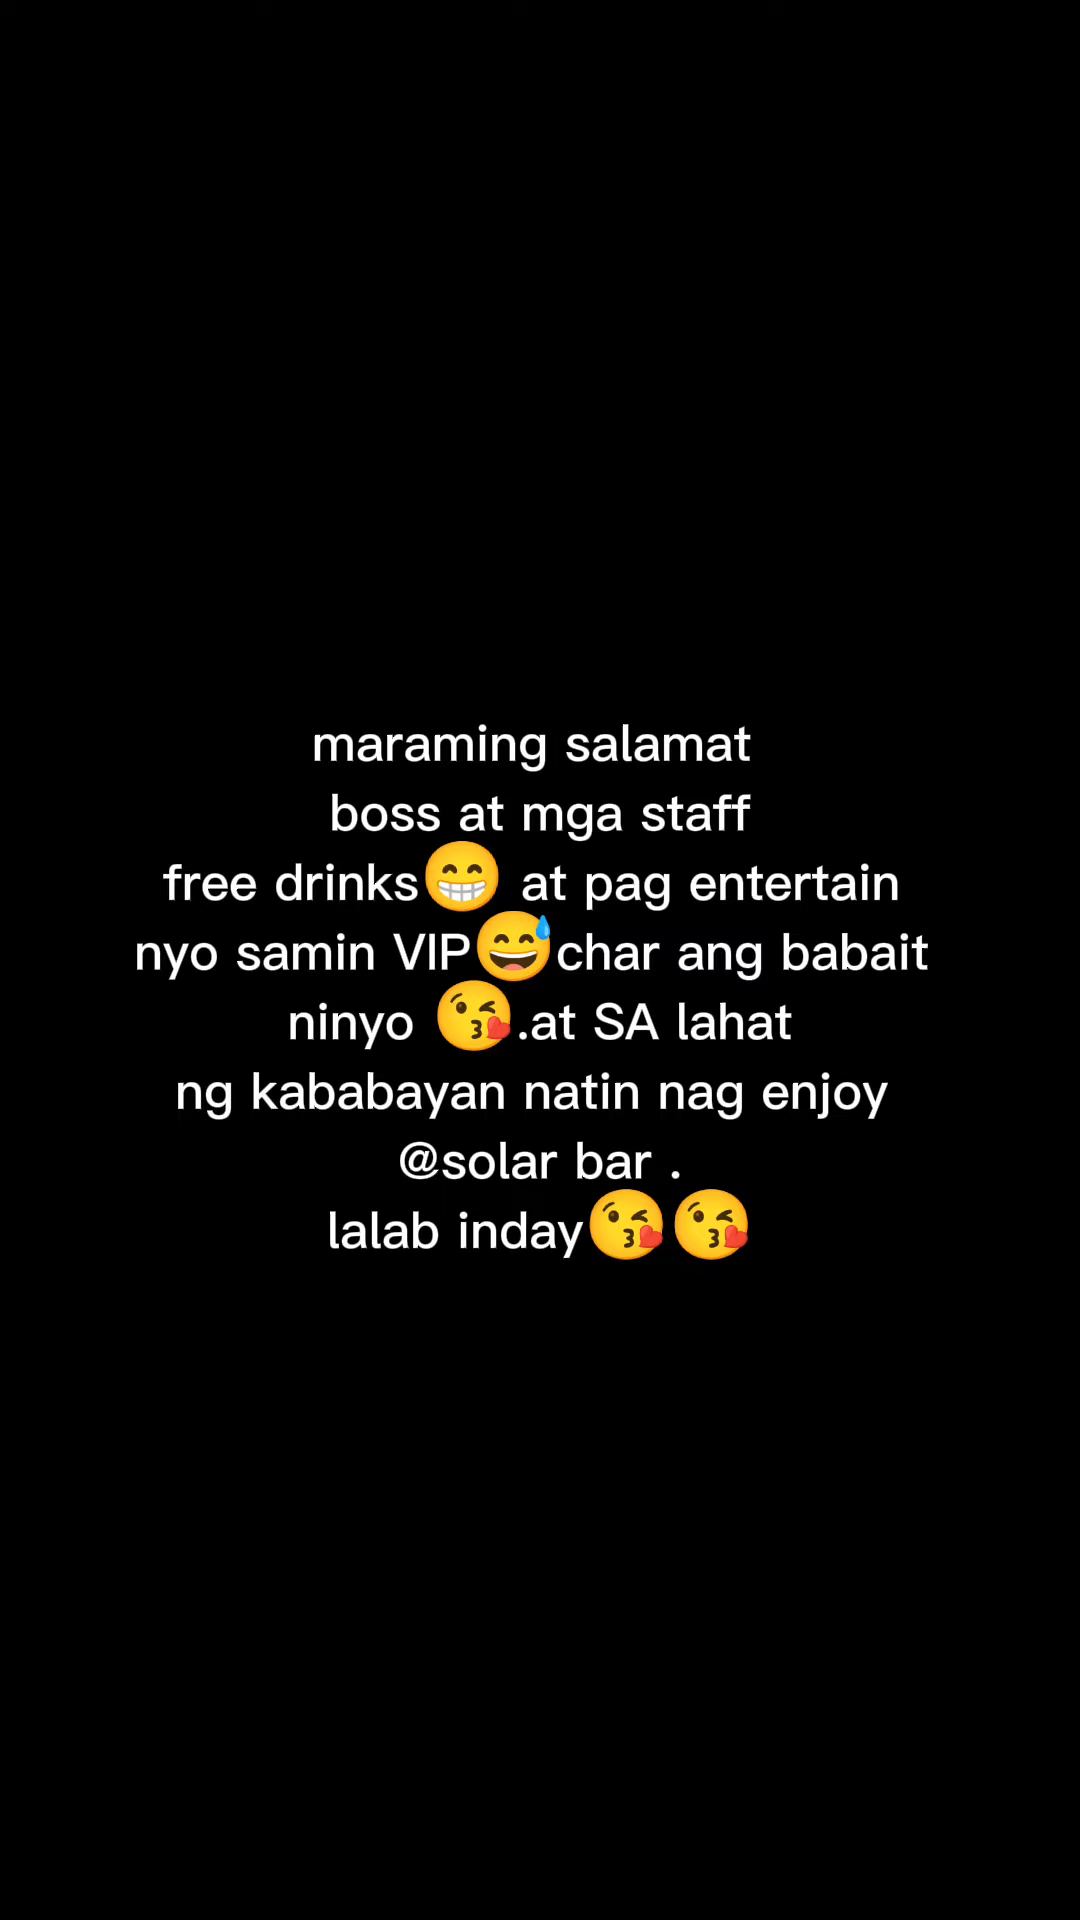 maraming salamat
boss at mga staff
free drinks😁 at pag entertain
nyo samin VIP😅char ang babait
ninyo 😘.at SA lahat
ng kababayan natin nag enjoy
@solar bar .
lalab inday😘😘